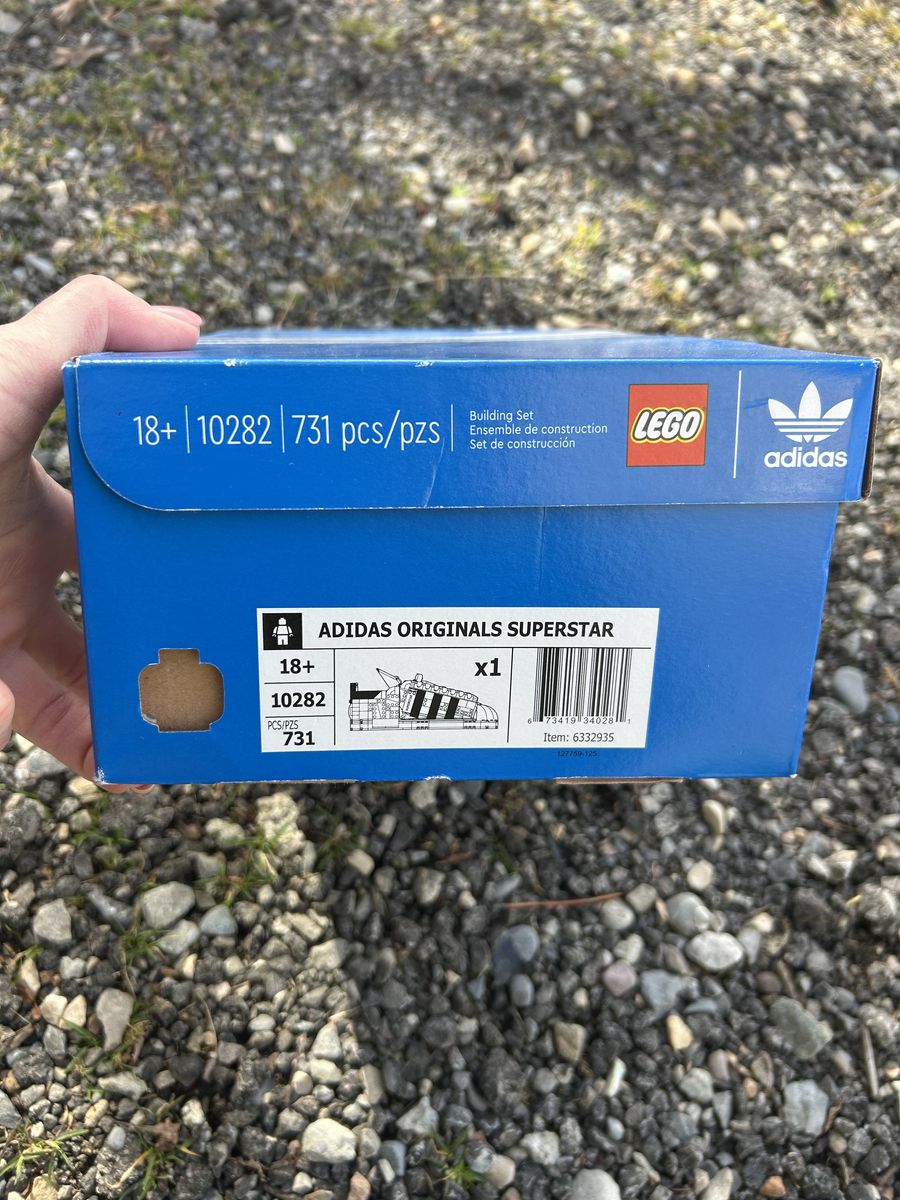 18+ 10282 731 pcs/pzs
Building Set
Ensemble de construction
Set de construcción
LEGO
adidas
ADIDAS ORIGINALS SUPERSTAR
18+
10282
PCS/PZS
731
x1
6 73419 34028 1
Item: 6332935
127759-125